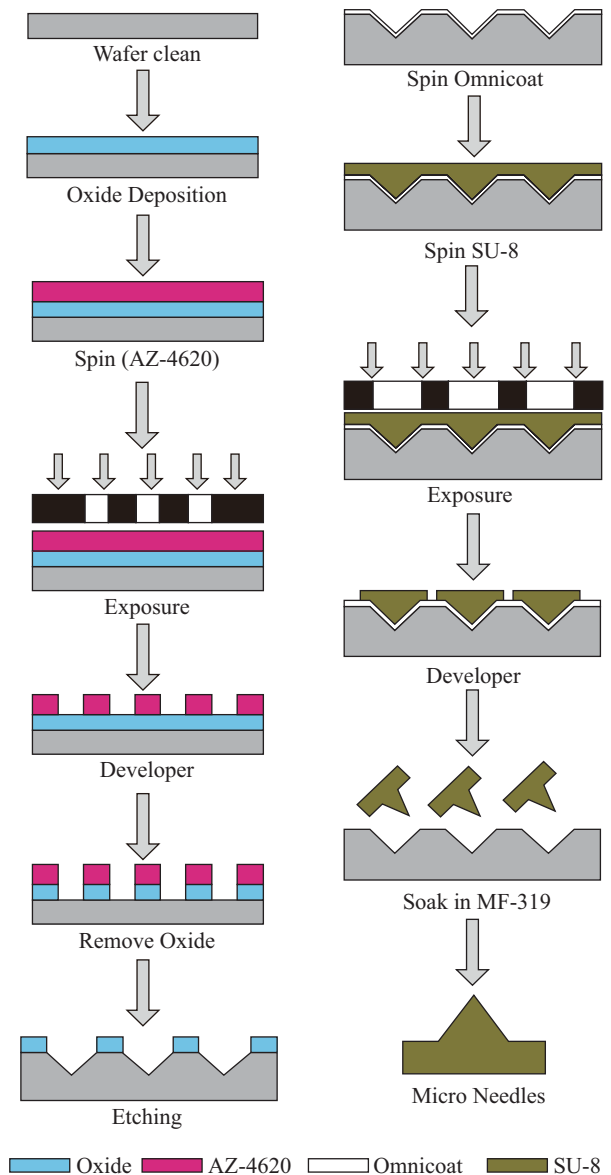 Wafer clean
Oxide Deposition
Spin (AZ-4620)
Exposure
Developer
Remove Oxide
Etching
Spin Omnicoat
Spin SU-8
Exposure
Developer
Soak in MF-319
Micro Needles
Oxide AZ-4620 Omnicoat SU-8